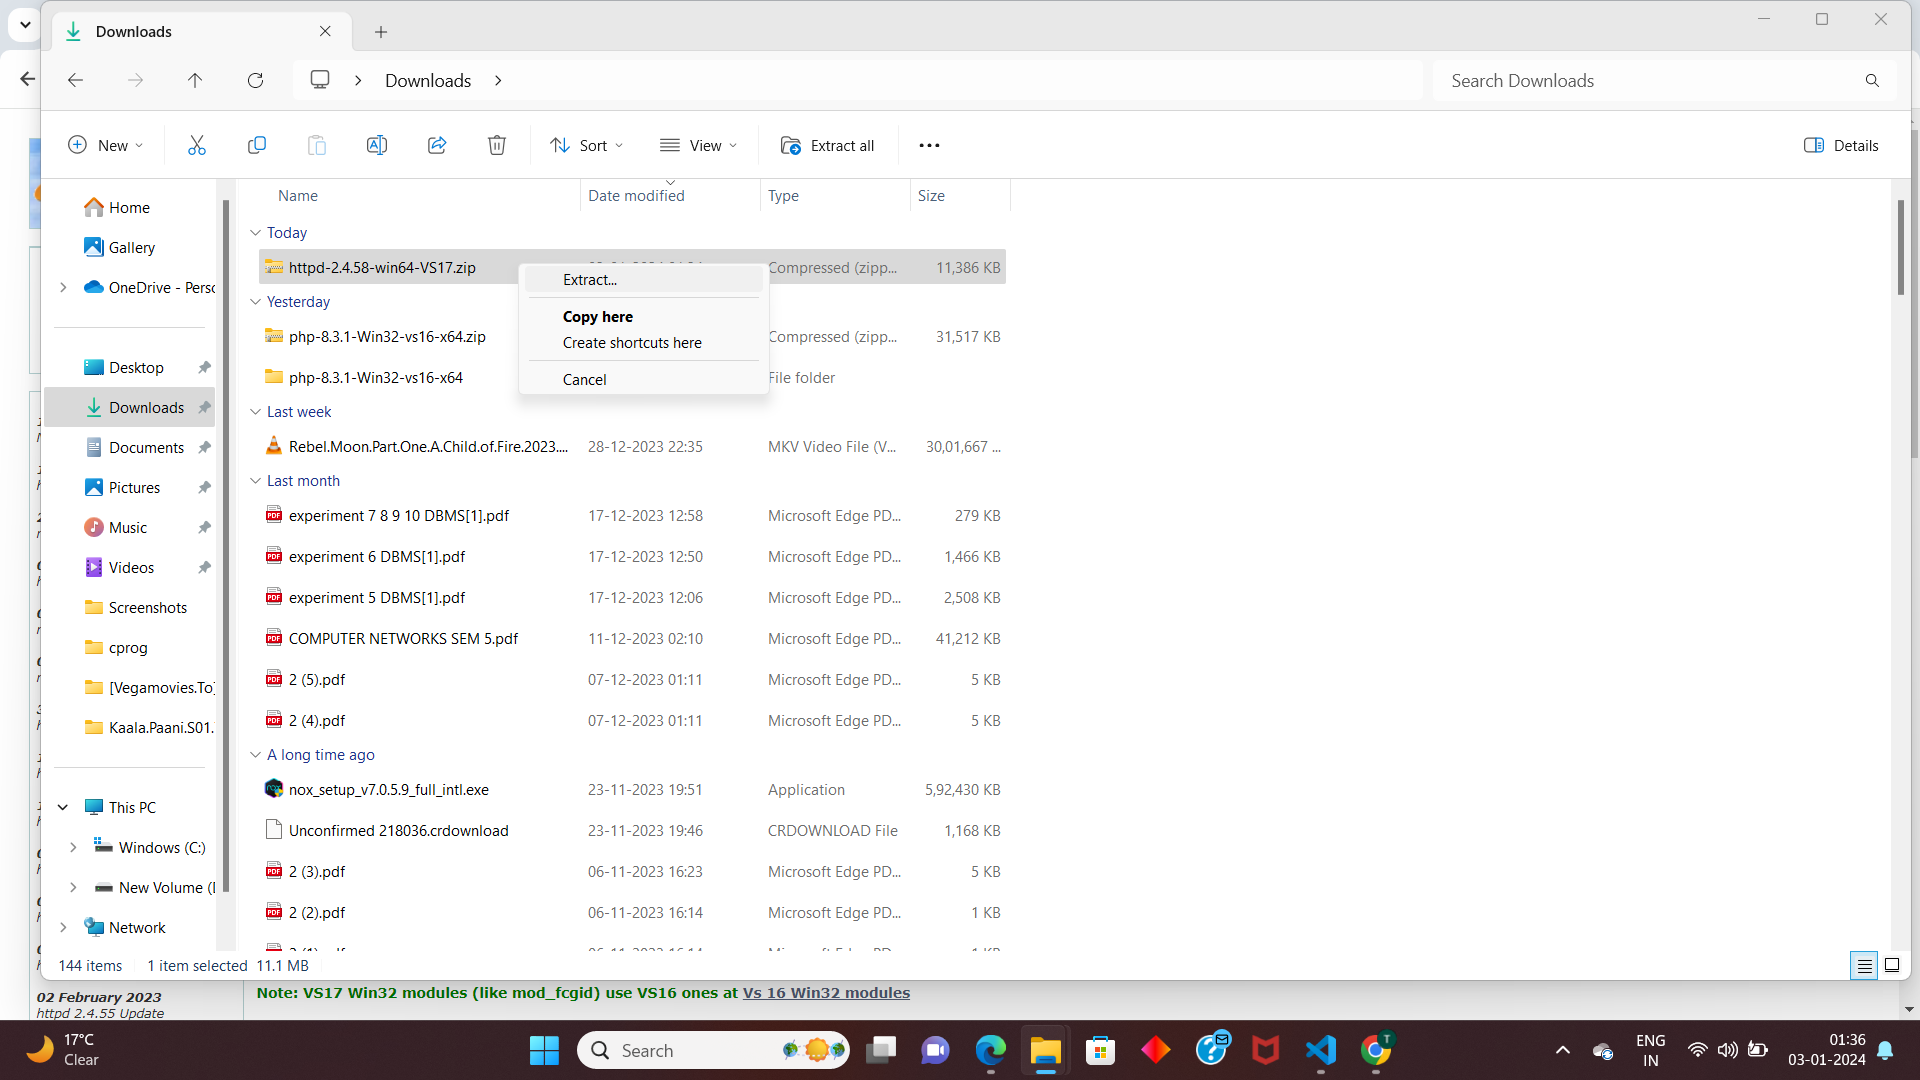 Downloads
Downloads
Search Downloads
New
Sort
View
Extract all
Details
Home
Gallery
OneDrive - Perso
Desktop
Downloads
Documents
Pictures
Music
Videos
Screenshots
cprog
[Vegamovies.To]
Kaala.Paani.S01.
This PC
Windows (C:)
New Volume (
Network
Name Date modified Type Size
Today
httpd-2.4.58-win64-VS17.zip Compressed (zipp... 11,386 KB
Extract...
Copy here
Create shortcuts here
Cancel
Yesterday
php-8.3.1-Win32-vs16-x64.zip Compressed (zipp... 31,517 KB
php-8.3.1-Win32-vs16-x64 File folder
Last week
Rebel.Moon.Part.One.A.Child.of.Fire.2023.... 28-12-2023 22:35 MKV Video File (V... 30,01,667 ...
Last month
experiment 7 8 9 10 DBMS[1].pdf 17-12-2023 12:58 Microsoft Edge PD... 279 KB
experiment 6 DBMS[1].pdf 17-12-2023 12:50 Microsoft Edge PD... 1,466 KB
experiment 5 DBMS[1].pdf 17-12-2023 12:06 Microsoft Edge PD... 2,508 KB
COMPUTER NETWORKS SEM 5.pdf 11-12-2023 02:10 Microsoft Edge PD... 41,212 KB
2 (5).pdf 07-12-2023 01:11 Microsoft Edge PD... 5 KB
2 (4).pdf 07-12-2023 01:11 Microsoft Edge PD... 5 KB
A long time ago
nox_setup_v7.0.5.9_full_intl.exe 23-11-2023 19:51 Application 5,92,430 KB
Unconfirmed 218036.crdownload 23-11-2023 19:46 CRDOWNLOAD File 1,168 KB
2 (3).pdf 06-11-2023 16:23 Microsoft Edge PD... 5 KB
2 (2).pdf 06-11-2023 16:14 Microsoft Edge PD... 1 KB
144 items 1 item selected 11.1 MB
Note: VS17 Win32 modules (like mod_fcgid) use VS16 ones at Vs 16 Win32 modules
02 February 2023
httpd 2.4.55 Update
17°C
Clear
Search
ENG
IN
01:36
03-01-2024